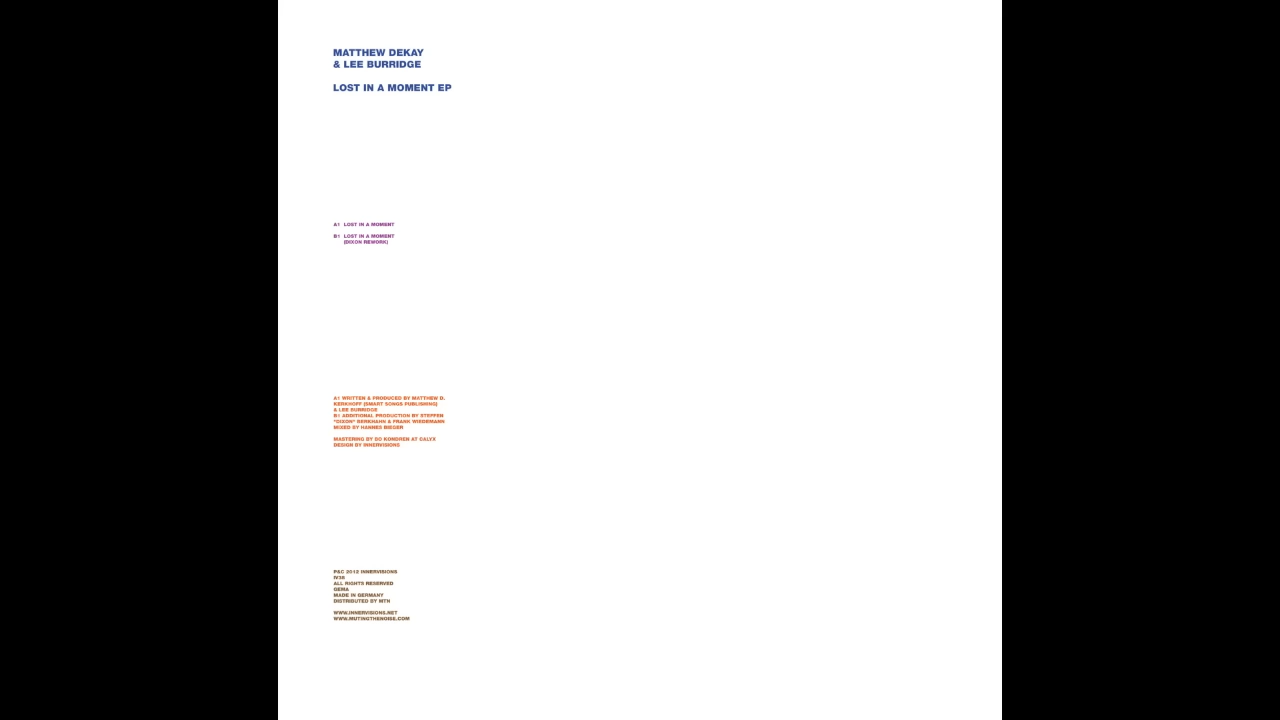 MATTHEW DEKAY
& LEE BURRIDGE
LOST IN A MOMENT EP
A1 LOST IN A MOMENT
B1 LOST IN A MOMENT
(DIXON REWORK)
A1 WRITTEN & PRODUCED BY MATTHEW D.
KERKHOFF (SMART SONGS PUBLISHING)
& LEE BURRIDGE
B1 ADDITIONAL PRODUCTION BY STEFFEN
"DIXON" BERKHAHN & FRANK WIEDEMANN
MIXED BY HANNES BIEGER
MASTERING BY BO KONDREN AT CALYX
DESIGN BY INNERVISIONS
P&C 2012 INNERVISIONS
IV38
ALL RIGHTS RESERVED
GEMA
MADE IN GERMANY
DISTRIBUTED BY MTN
WWW.INNERVISIONS.NET
WWW.MUTINGTHENOISE.COM